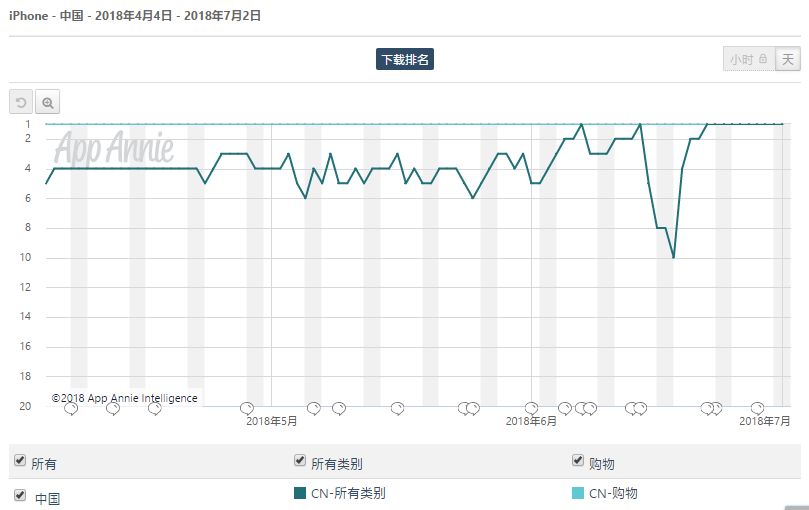 iPhone - 中国 - 2018年4月4日 - 2018年7月2日
下载排名
小时 天
1
App Annie
2
4
6
8
10
12
14
16
18
©2018 App Annie Intelligence
20
2018年5月 2018年6月 2018年7月
所有 所有类别 购物
中国 CN-所有类别 CN-购物